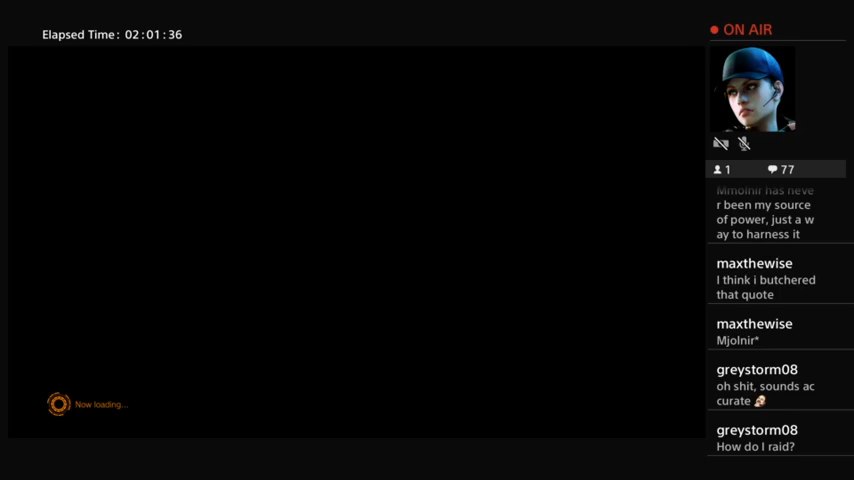 Elapsed Time: 02:01:36
ON AIR
1 77
Mmolnir has neve
r been my source
of power, just a w
ay to harness it
maxthewise
I think i butchered
that quote
maxthewise
Mjolnir*
greystorm08
oh shit, sounds ac
curate
greystorm08
How do I raid?
Now loading...